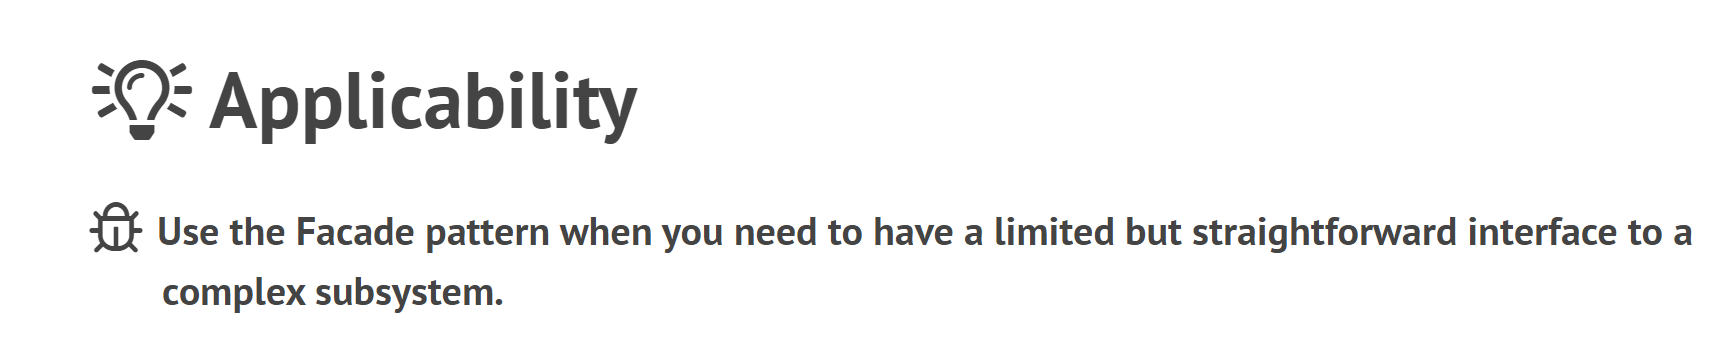 Applicability
Use the Facade pattern when you need to have a limited but straightforward interface to a
complex subsystem.